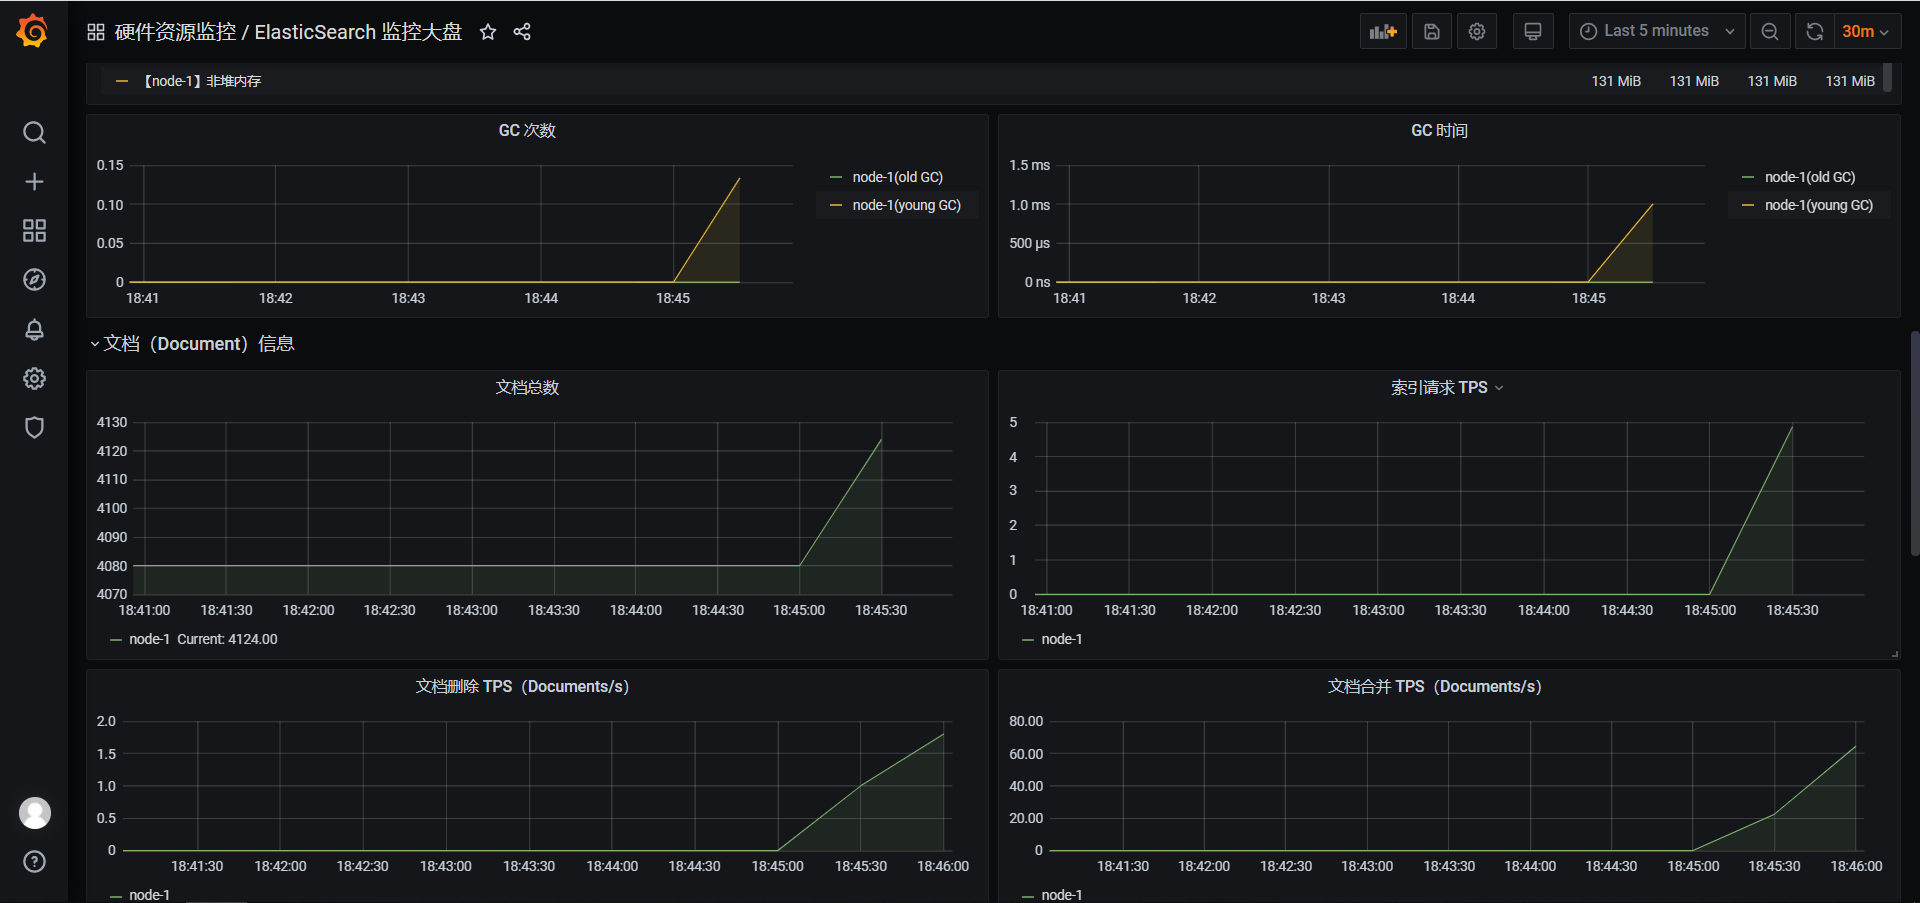 硬件资源监控 / ElasticSearch 监控大盘
Last 5 minutes
30m
【node-1】非堆内存 131 MiB 131 MiB 131 MiB 131 MiB
GC 次数
0.15
0.10
0.05
0
18:41 18:42 18:43 18:44 18:45
node-1(old GC)
node-1(young GC)
GC 时间
1.5 ms
1.0 ms
500 µs
0 ns
18:41 18:42 18:43 18:44 18:45
node-1(old GC)
node-1(young GC)
文档（Document）信息
文档总数
4130
4120
4110
4100
4090
4080
4070
18:41:00 18:41:30 18:42:00 18:42:30 18:43:00 18:43:30 18:44:00 18:44:30 18:45:00 18:45:30
node-1 Current: 4124.00
索引请求 TPS
5
4
3
2
1
0
18:41:00 18:41:30 18:42:00 18:42:30 18:43:00 18:43:30 18:44:00 18:44:30 18:45:00 18:45:30
node-1
文档删除 TPS（Documents/s）
2.0
1.5
1.0
0.5
0
18:41:30 18:42:00 18:42:30 18:43:00 18:43:30 18:44:00 18:44:30 18:45:00 18:45:30 18:46:00
node-1
文档合并 TPS（Documents/s）
80.00
60.00
40.00
20.00
0
18:41:30 18:42:00 18:42:30 18:43:00 18:43:30 18:44:00 18:44:30 18:45:00 18:45:30 18:46:00
node-1